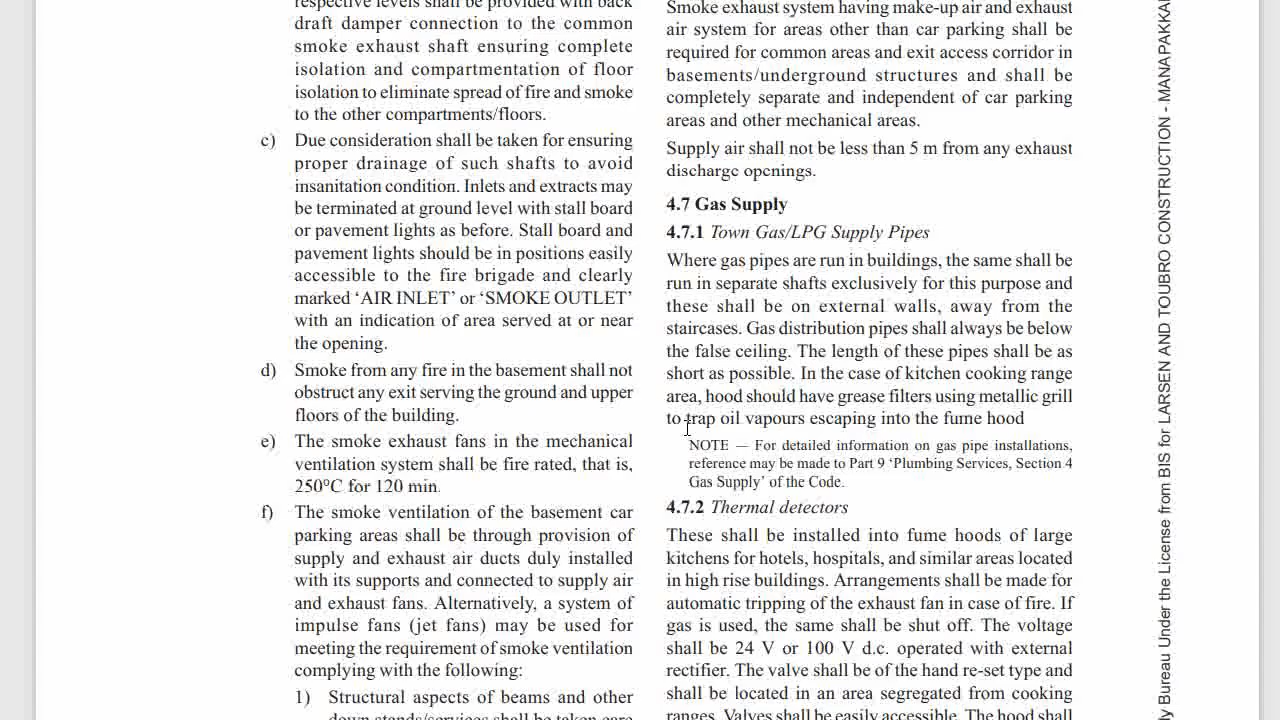 respective levels shall be provided with back
draft damper connection to the common
smoke exhaust shaft ensuring complete
isolation and compartmentation of floor
isolation to eliminate spread of fire and smoke
to the other compartments/floors.
c) Due consideration shall be taken for ensuring
proper drainage of such shafts to avoid
insanitation condition. Inlets and extracts may
be terminated at ground level with stall board
or pavement lights as before. Stall board and
pavement lights should be in positions easily
accessible to the fire brigade and clearly
marked ‘AIR INLET’ or ‘SMOKE OUTLET’
with an indication of area served at or near
the opening.
d) Smoke from any fire in the basement shall not
obstruct any exit serving the ground and upper
floors of the building.
e) The smoke exhaust fans in the mechanical
ventilation system shall be fire rated, that is,
250°C for 120 min.
f) The smoke ventilation of the basement car
parking areas shall be through provision of
supply and exhaust air ducts duly installed
with its supports and connected to supply air
and exhaust fans. Alternatively, a system of
impulse fans (jet fans) may be used for
meeting the requirement of smoke ventilation
complying with the following:
1) Structural aspects of beams and other
down stands/services shall be taken care
Smoke exhaust system having make-up air and exhaust
air system for areas other than car parking shall be
required for common areas and exit access corridor in
basements/underground structures and shall be
completely separate and independent of car parking
areas and other mechanical areas.
Supply air shall not be less than 5 m from any exhaust
discharge openings.
4.7 Gas Supply
4.7.1 Town Gas/LPG Supply Pipes
Where gas pipes are run in buildings, the same shall be
run in separate shafts exclusively for this purpose and
these shall be on external walls, away from the
staircases. Gas distribution pipes shall always be below
the false ceiling. The length of these pipes shall be as
short as possible. In the case of kitchen cooking range
area, hood should have grease filters using metallic grill
to trap oil vapours escaping into the fume hood
NOTE — For detailed information on gas pipe installations,
reference may be made to Part 9 ‘Plumbing Services, Section 4
Gas Supply’ of the Code.
4.7.2 Thermal detectors
These shall be installed into fume hoods of large
kitchens for hotels, hospitals, and similar areas located
in high rise buildings. Arrangements shall be made for
automatic tripping of the exhaust fan in case of fire. If
gas is used, the same shall be shut off. The voltage
shall be 24 V or 100 V d.c. operated with external
rectifier. The valve shall be of the hand re-set type and
shall be located in an area segregated from cooking
ranges. Valves shall be easily accessible. The hood shall
y Bureau Under the License from BIS for LARSEN AND TOUBRO CONSTRUCTION - MANAPAKKA